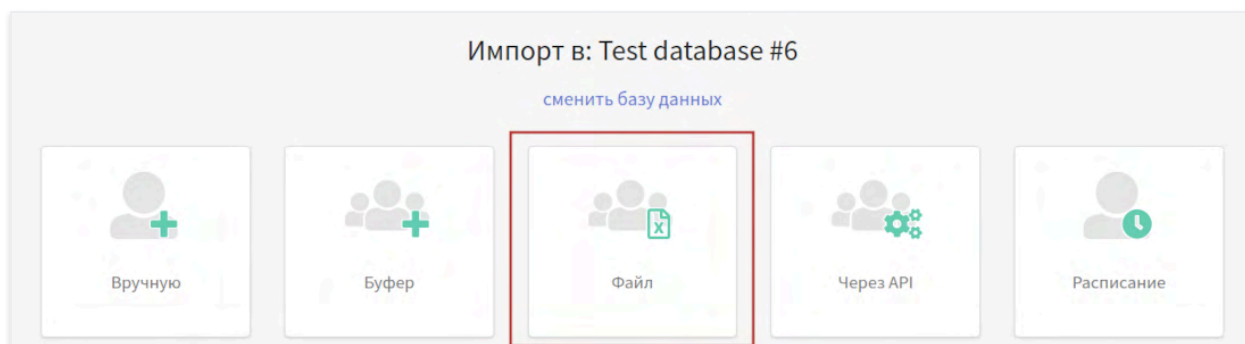 Импорт в: Test database #6
сменить базу данных
Вручную
Буфер
Файл
Через API
Расписание